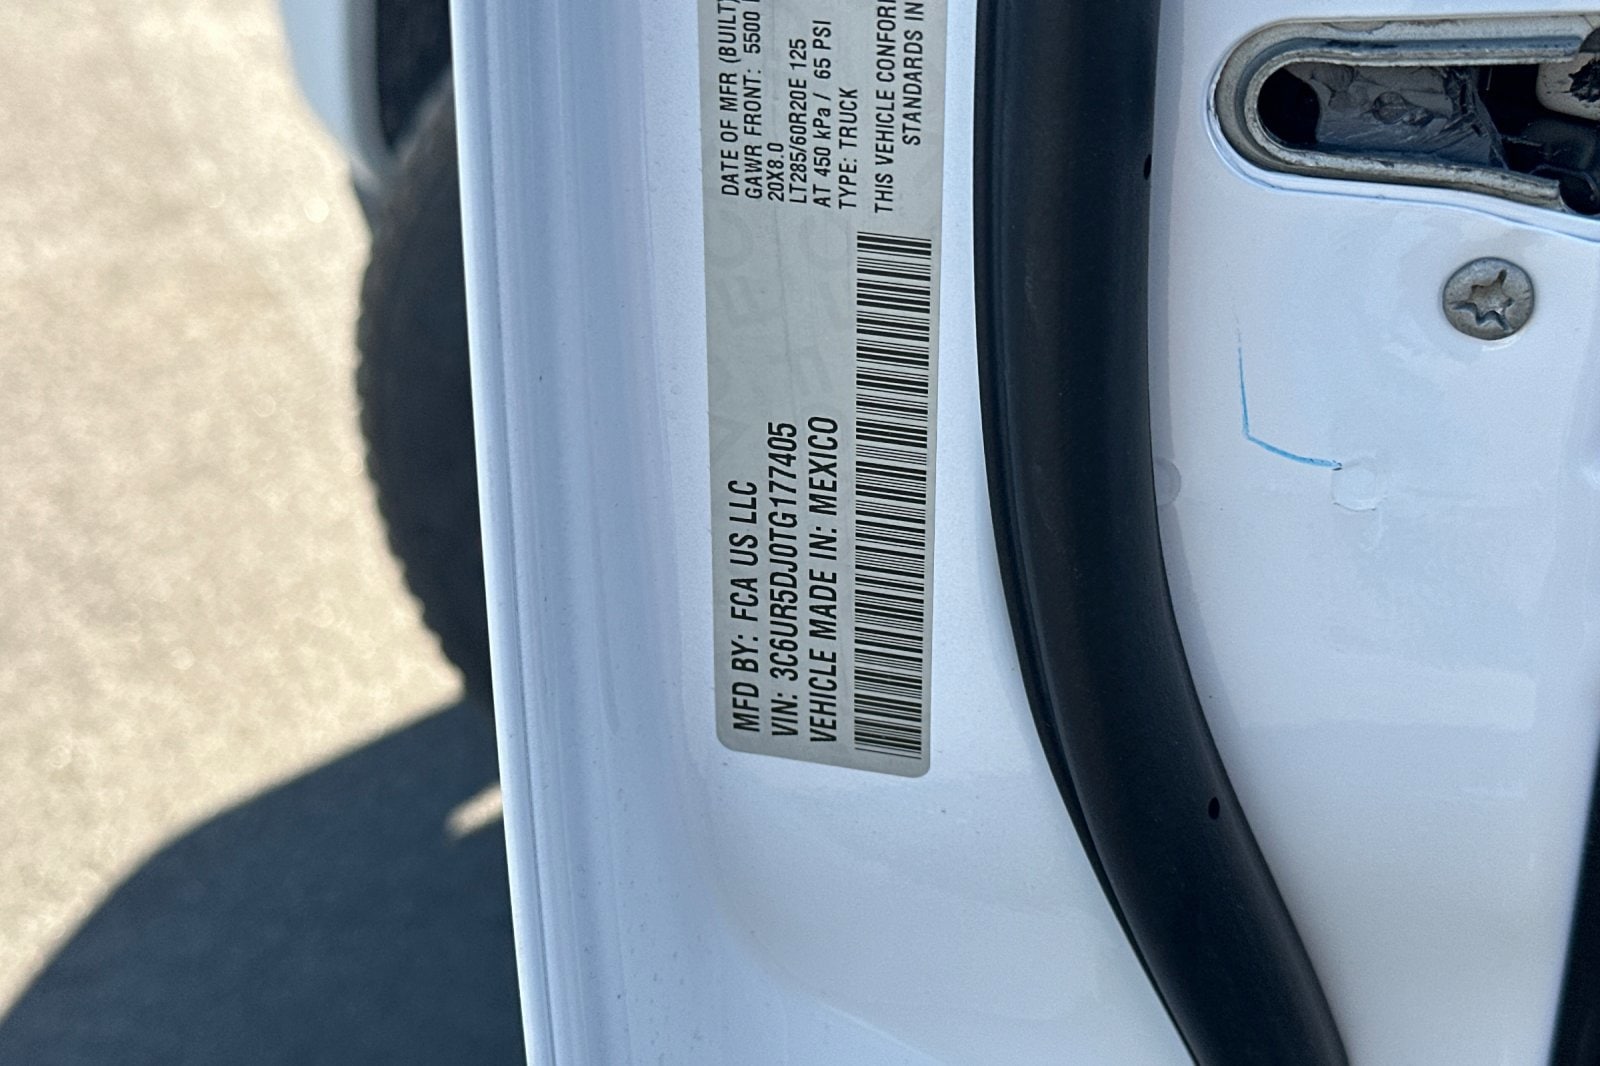 MFD BY: FCA US LLC
VIN: 3C6UR5DJ0TG177405
VEHICLE MADE IN: MEXICO
DATE OF MFR (BUILT)
GAWR FRONT: 5500
20X8.0
LT285/60R20E 125
AT 450 kPa / 65 PSI
TYPE: TRUCK
THIS VEHICLE
STANDARDS IN